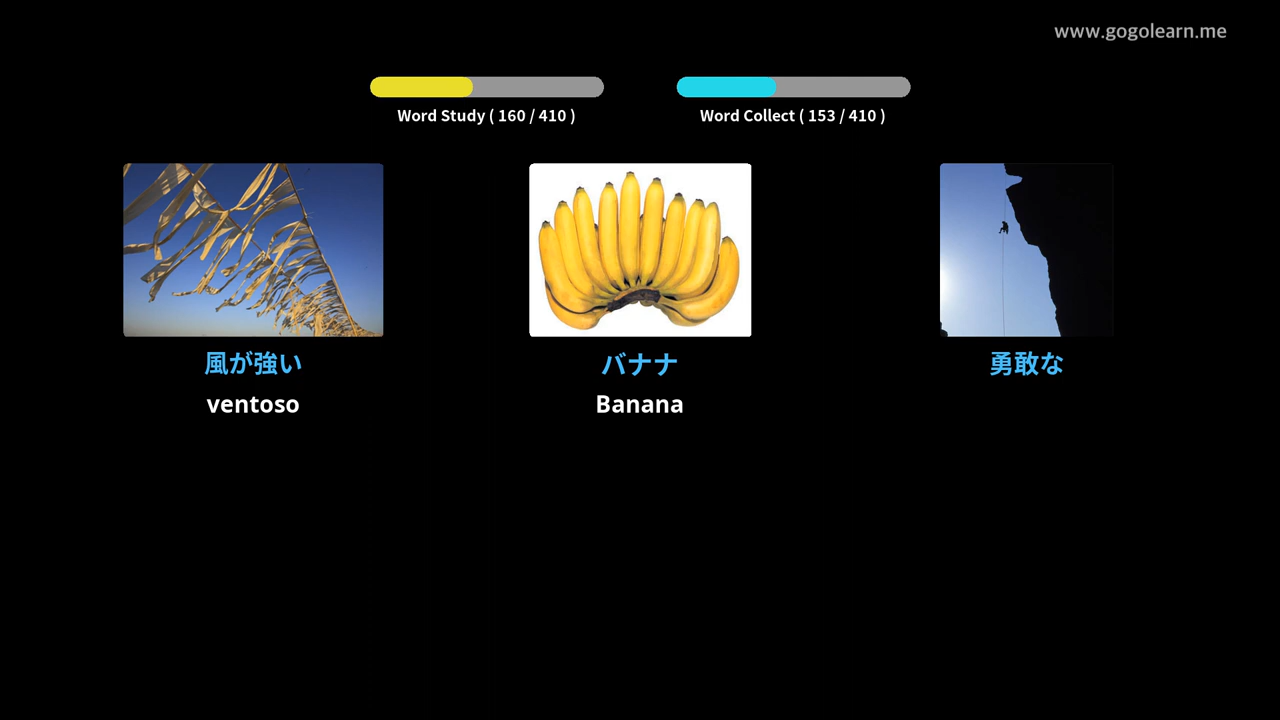 www.gogolearn.me
Word Study ( 160 / 410 )
Word Collect ( 153 / 410 )
風が強い
バナナ
勇敢な
ventoso
Banana